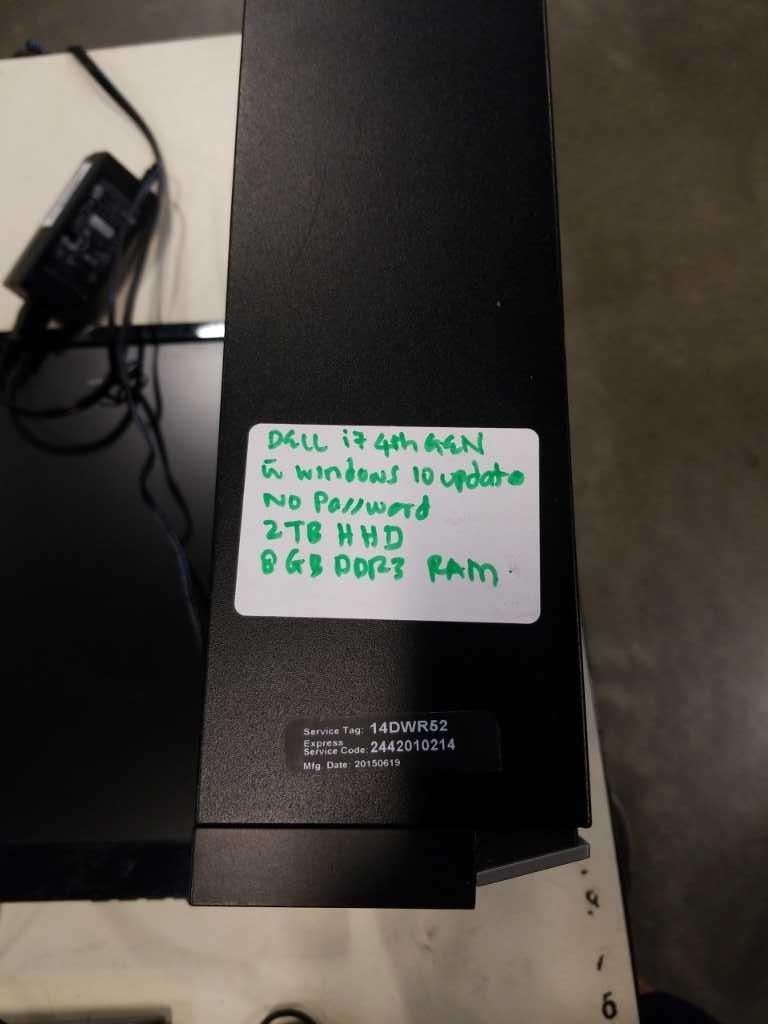 DELL i7 4th GEN
windows 10 update
NO Password
2TB HHD
8GB DDR3 RAM
Service Tag: 14DWR52
Express
Service Code: 2442010214
Mfg. Date: 20150619